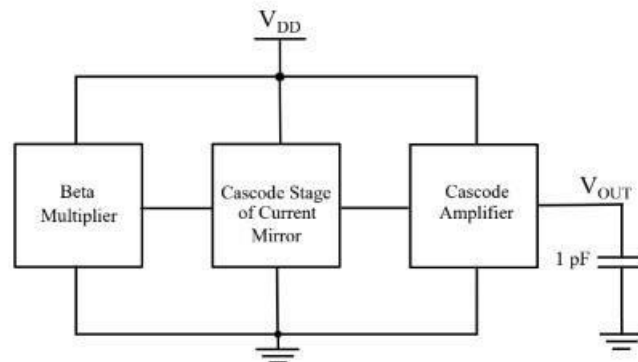 V_DD
Beta
Multiplier
Cascode Stage
of Current
Mirror
Cascode
Amplifier
V_OUT
1 pF